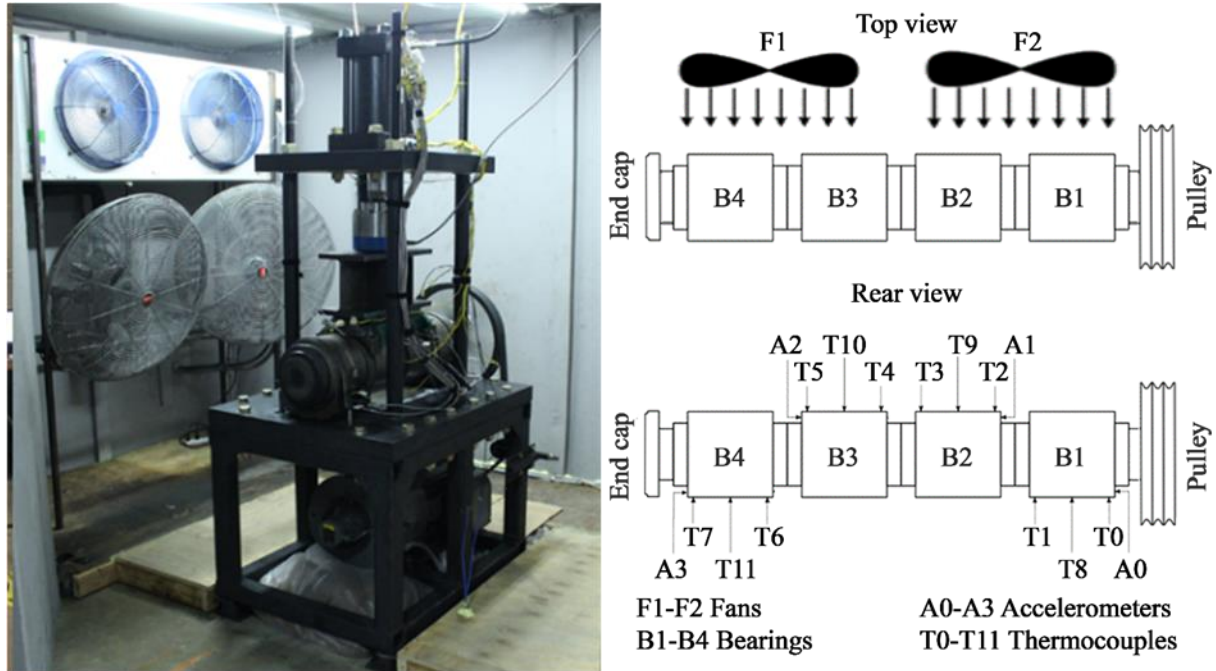 Top view
F1 F2
End cap
B4 B3 B2 B1
Pulley
Rear view
A2 T10 T9 A1
T5 T4 T3 T2
End cap
B4 B3 B2 B1
Pulley
T7 T6 T1 T0
A3 T11 T8 A0
F1-F2 Fans A0-A3 Accelerometers
B1-B4 Bearings T0-T11 Thermocouples